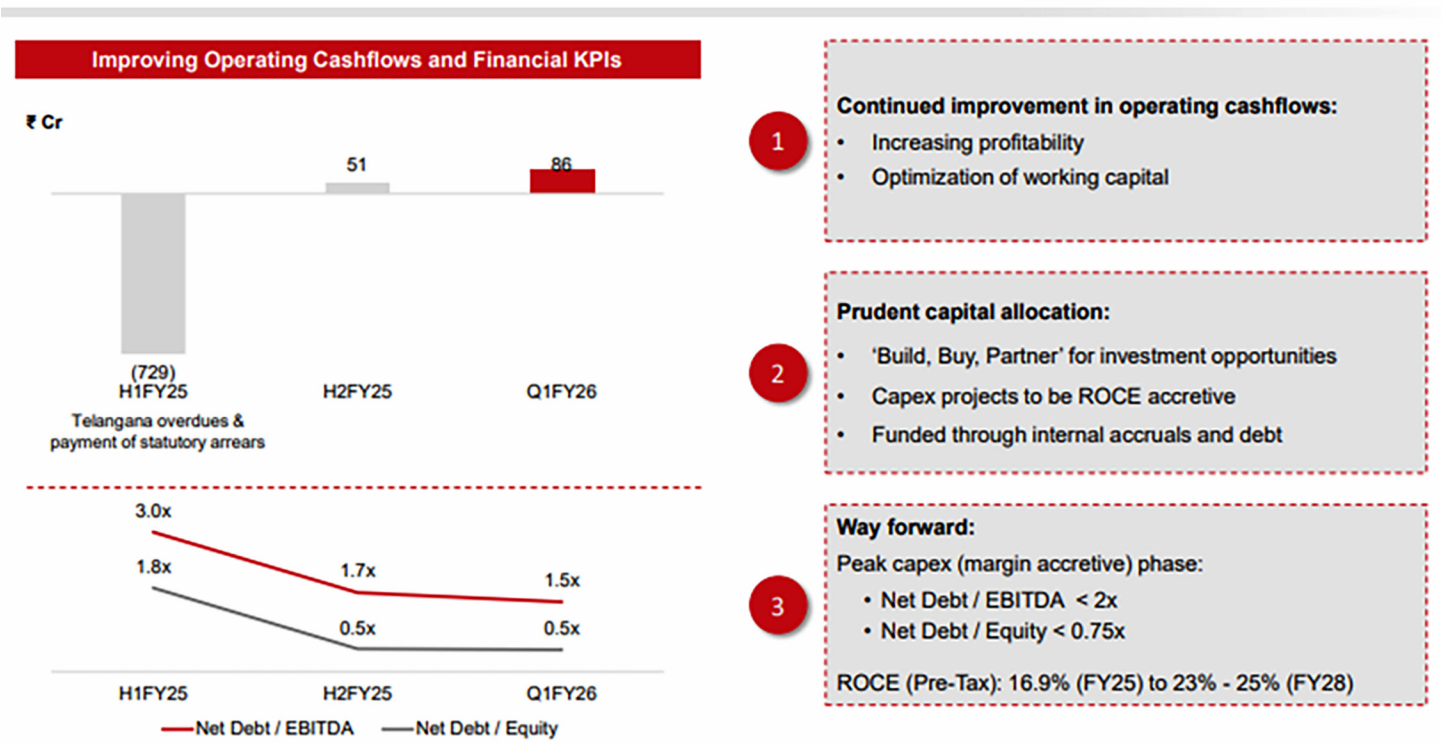 Improving Operating Cashflows and Financial KPIs
₹ Cr
51
86
(729)
H1FY25
H2FY25
Q1FY26
Telangana overdues &
payment of statutory arrears
3.0x
1.7x
1.5x
1.8x
0.5x
0.5x
H1FY25
H2FY25
Q1FY26
Net Debt / EBITDA
Net Debt / Equity
1
Continued improvement in operating cashflows:
• Increasing profitability
• Optimization of working capital
2
Prudent capital allocation:
• ‘Build, Buy, Partner’ for investment opportunities
• Capex projects to be ROCE accretive
• Funded through internal accruals and debt
3
Way forward:
Peak capex (margin accretive) phase:
• Net Debt / EBITDA < 2x
• Net Debt / Equity < 0.75x
ROCE (Pre-Tax): 16.9% (FY25) to 23% - 25% (FY28)